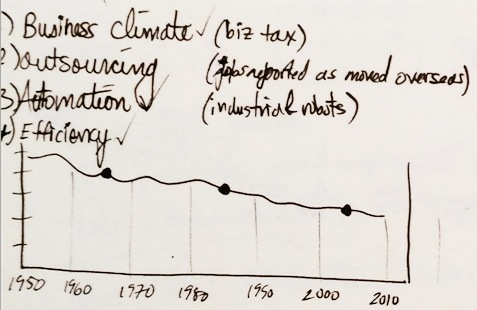 1) Business climate ✓ (biz tax)
2) outsourcing (jobs reported as moved overseas)
3) Automation ✓ (industrial robots)
4) Efficiency ✓
1950 1960 1970 1980 1990 2000 2010